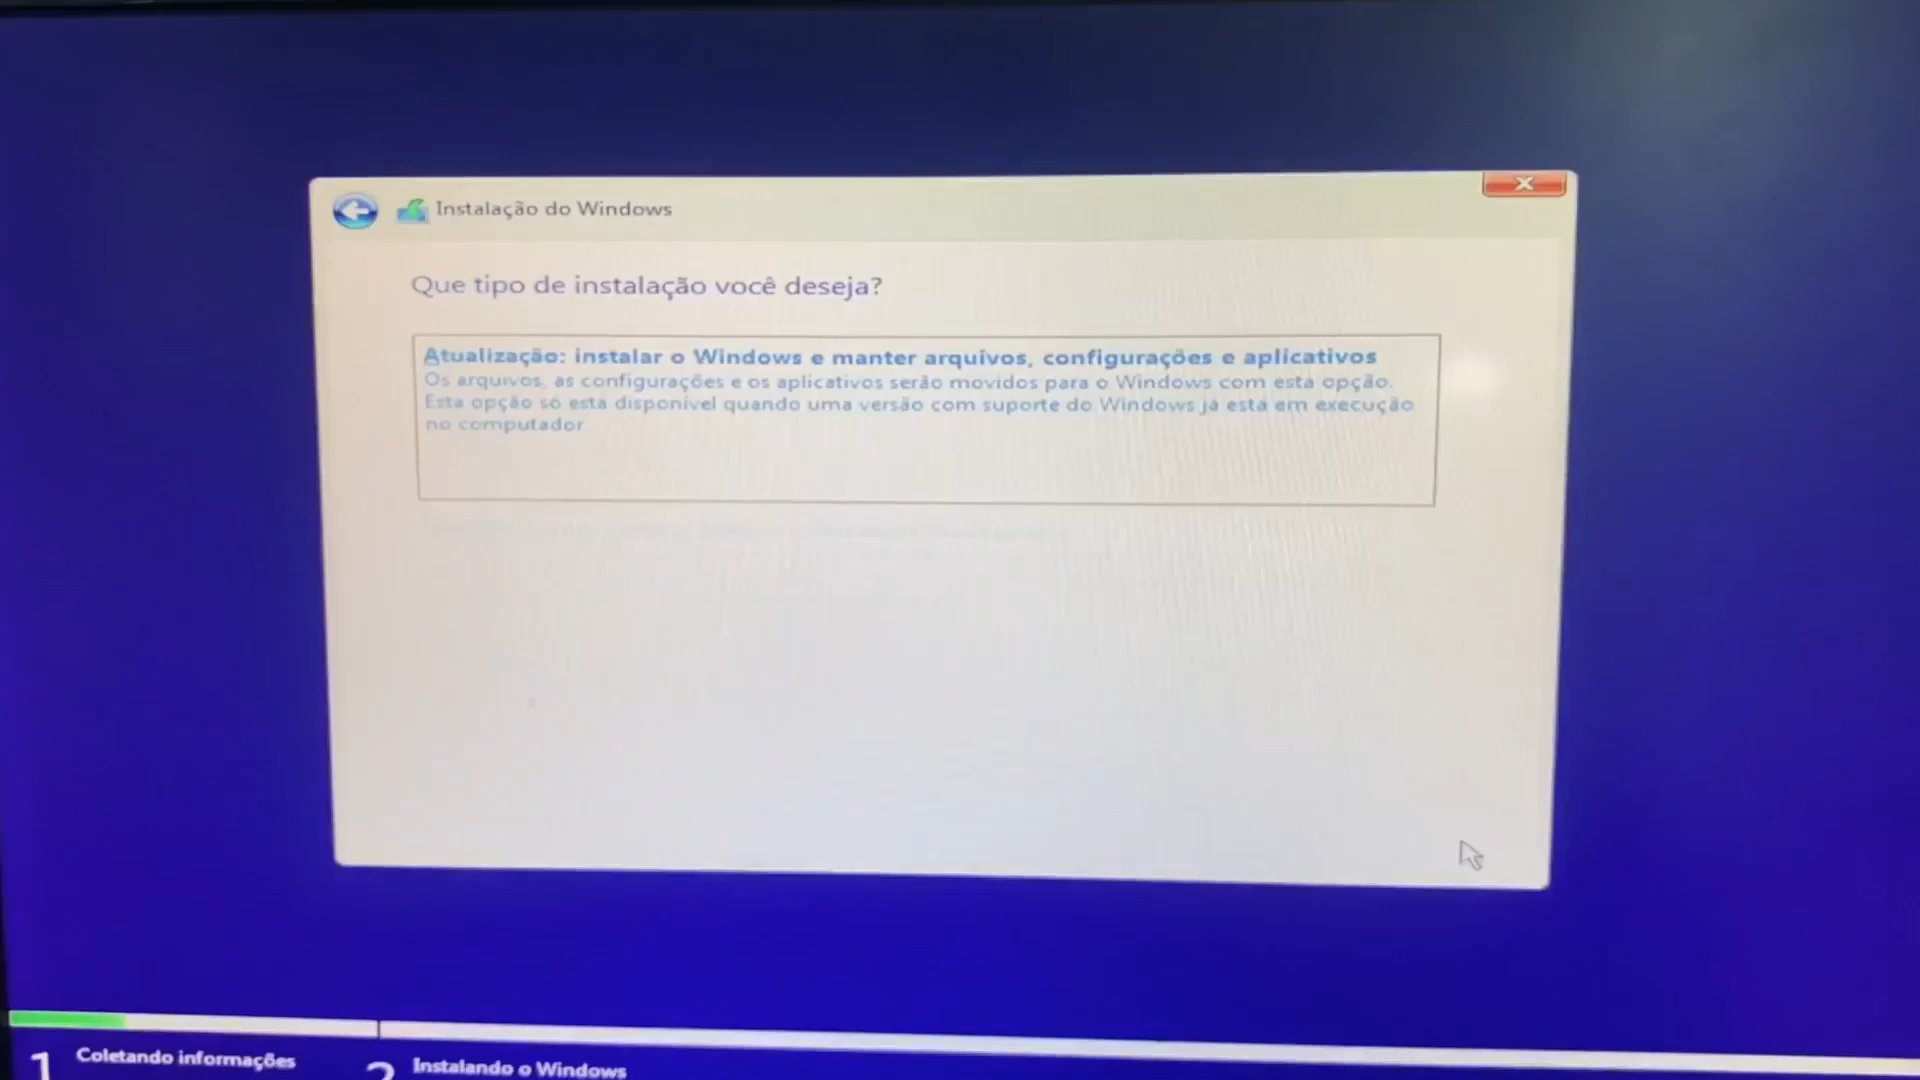 Instalação do Windows
Que tipo de instalação você deseja?
Atualização: instalar o Windows e manter arquivos, configurações e aplicativos
Os arquivos, as configurações e os aplicativos serão movidos para o Windows com esta opção.
Esta opção só está disponível quando uma versão com suporte do Windows já está em execução
no computador
1 Coletando informações
2 Instalando o Windows